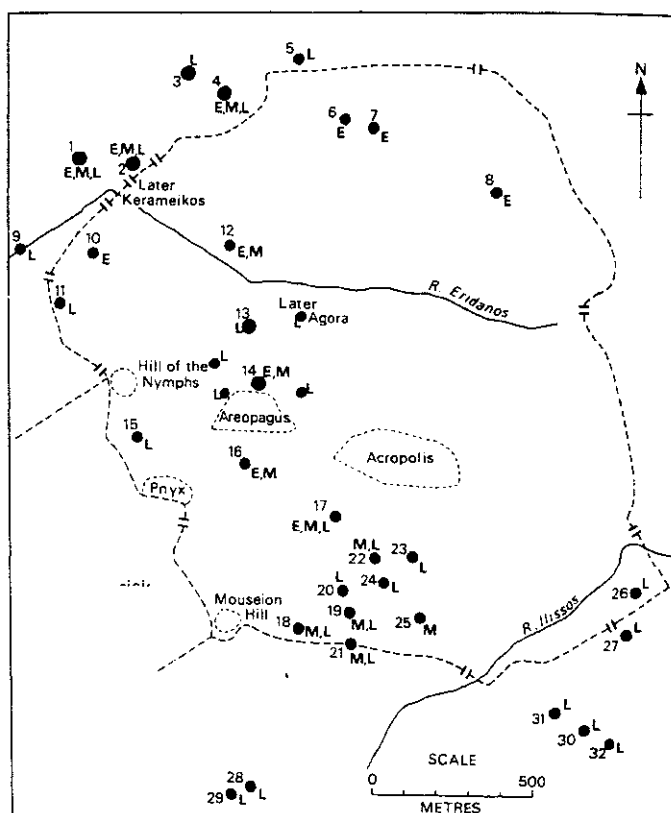 5 L
L
3
4
E,M,L
N
6
E
7
E
1
E,M,L
E,M,L
2
Later
Kerameikos
8
E
9
L
10
E
12
E,M
R. Eridanos
11
L
13
L
Later
Agora
L
L
Hill of the
Nymphs
14 E,M
L
L
Areopagus
15
L
16
E,M
Acropolis
Pnyx
17
E,M,L
M,L
22
23
L
20
L
24
L
19
M,L
25
M
Mouseion
Hill
18
M,L
21
M,L
R. Ilissos
26
L
27
L
31
L
30
L
32
L
28
L
29
L
SCALE
0 500
METRES